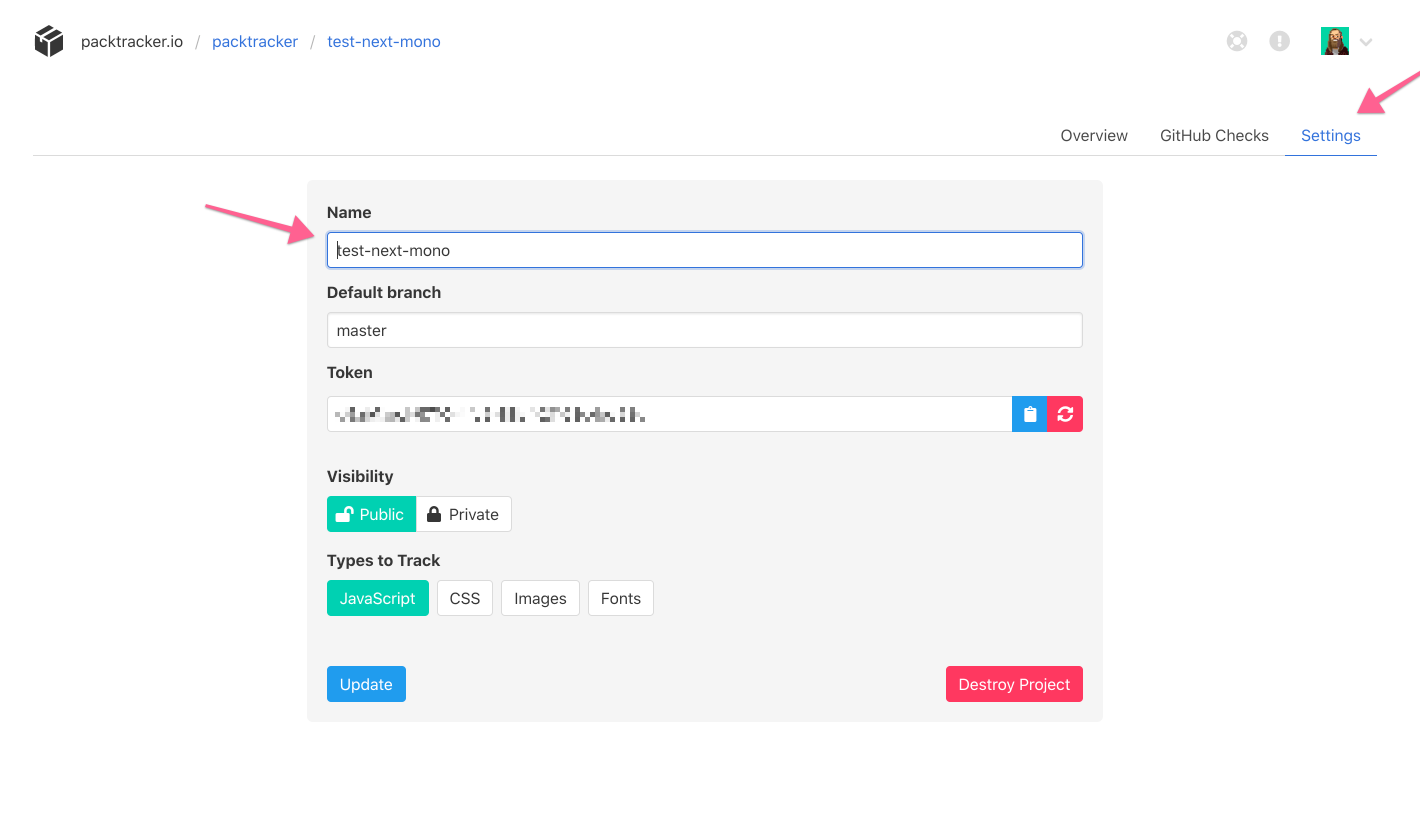 packtracker.io / packtracker / test-next-mono
Overview GitHub Checks Settings
Name
test-next-mono
Default branch
master
Token
Visibility
Public Private
Types to Track
JavaScript CSS Images Fonts
Update Destroy Project